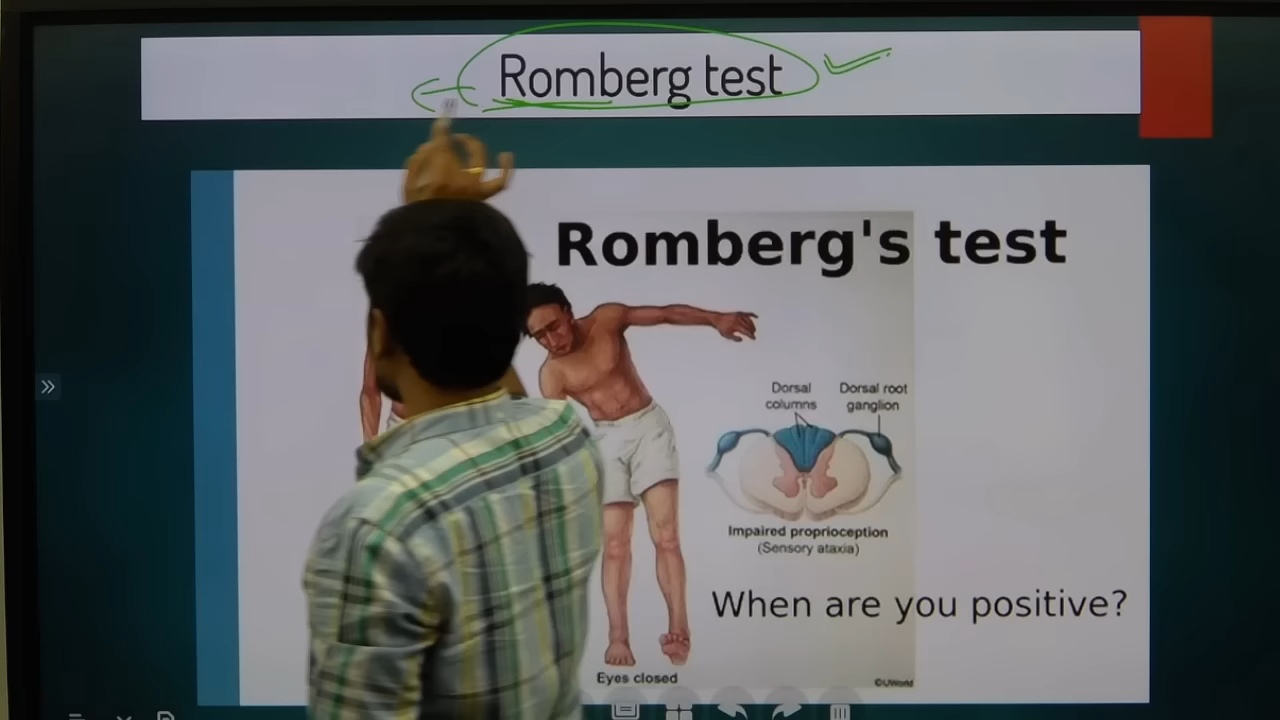 Romberg test
Romberg's test
Dorsal
columns
Dorsal root
ganglion
Impaired proprioception
(Sensory ataxia)
When are you positive?
Eyes closed
©UWorld